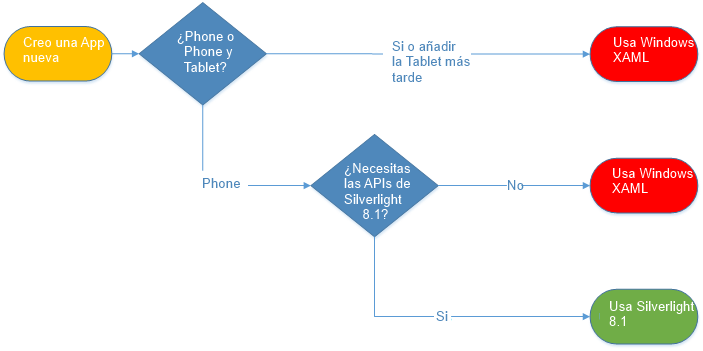 Creo una App
nueva
¿Phone o
Phone y
Tablet?
Si o añadir
la Tablet más
tarde
Usa Windows
XAML
Phone
¿Necesitas
las APIs de
Silverlight
8.1?
No
Usa Windows
XAML
Si
Usa Silverlight
8.1